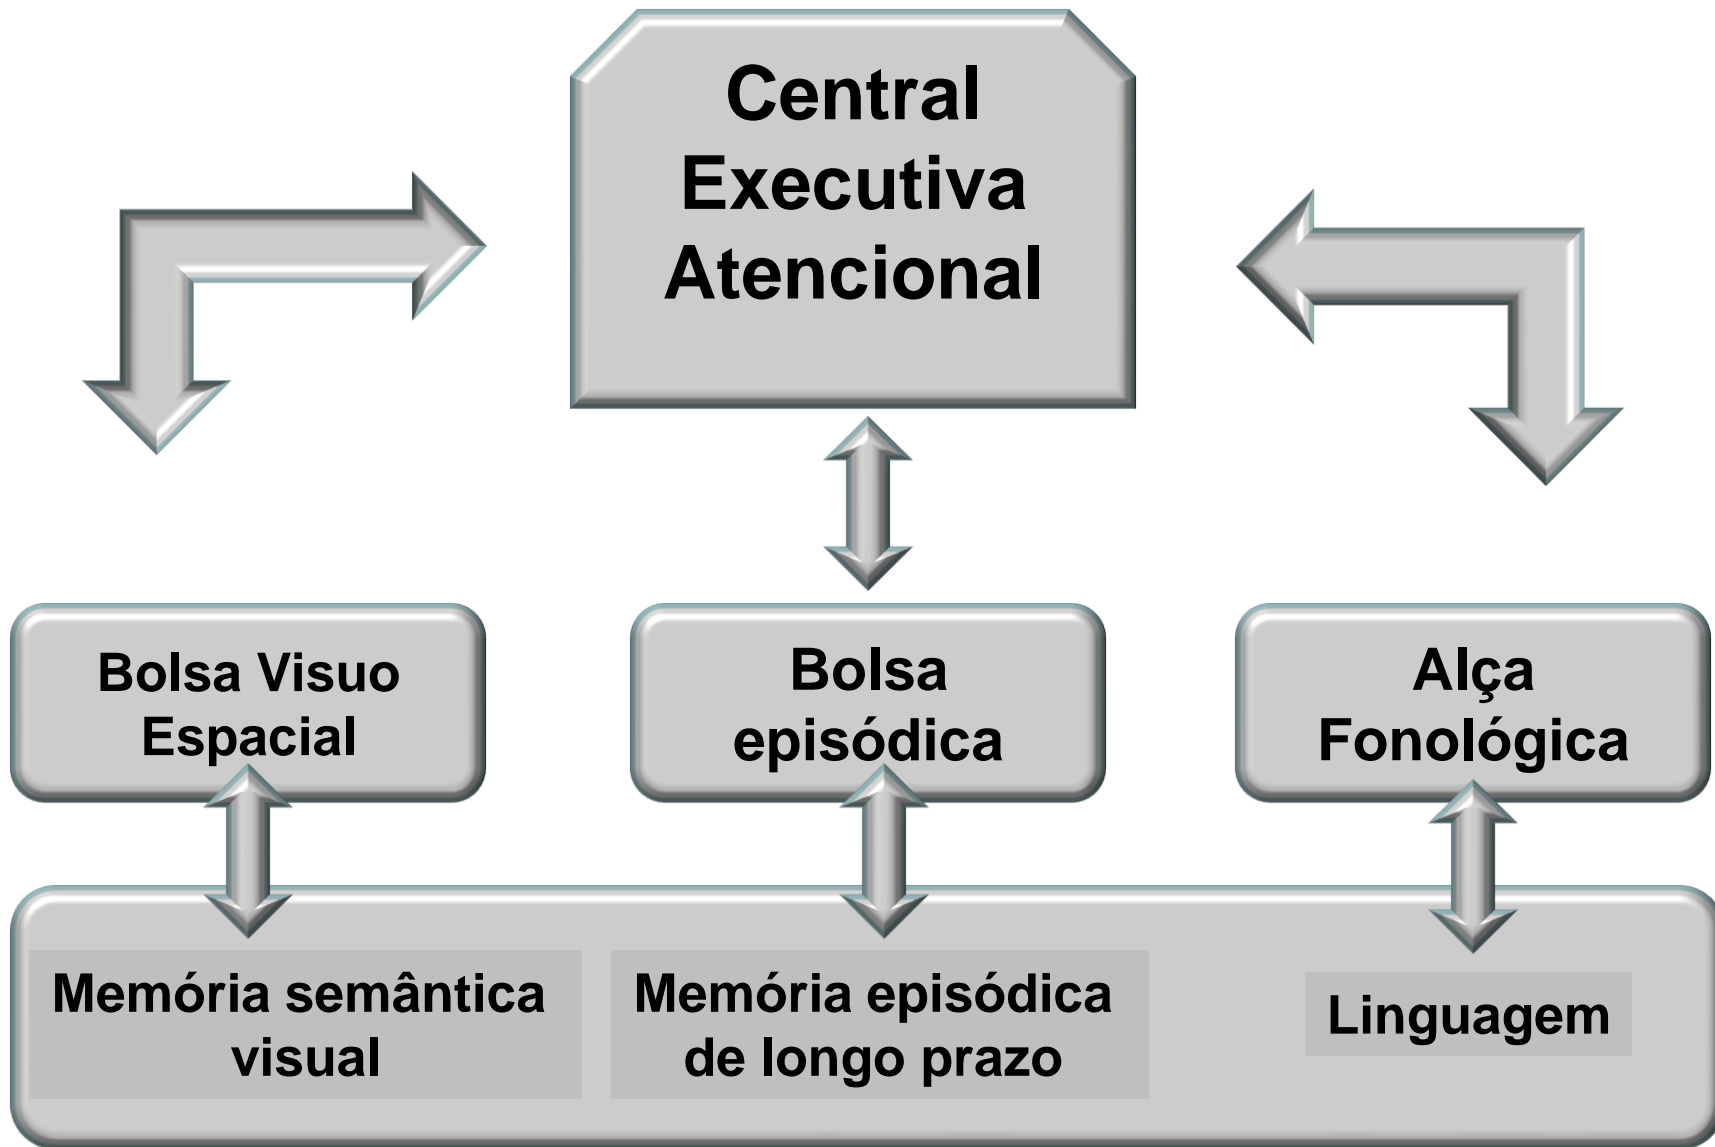 Central
Executiva
Atencional
Bolsa Visuo
Espacial
Bolsa
episódica
Alça
Fonológica
Memória semântica
visual
Memória episódica
de longo prazo
Linguagem